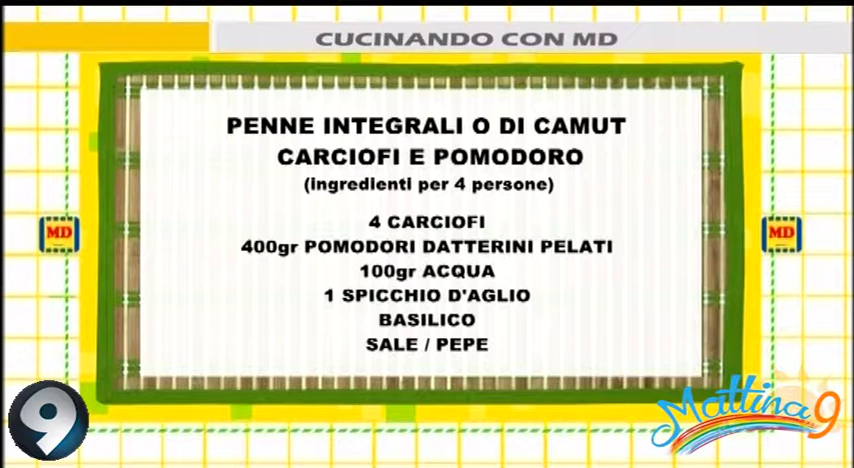 CUCINANDO CON MD
PENNE INTEGRALI O DI CAMUT
CARCIOFI E POMODORO
(ingredienti per 4 persone)
4 CARCIOFI
400gr POMODORI DATTERINI PELATI
100gr ACQUA
1 SPICCHIO D'AGLIO
BASILICO
SALE / PEPE
MD
MD
9
Mattina 9